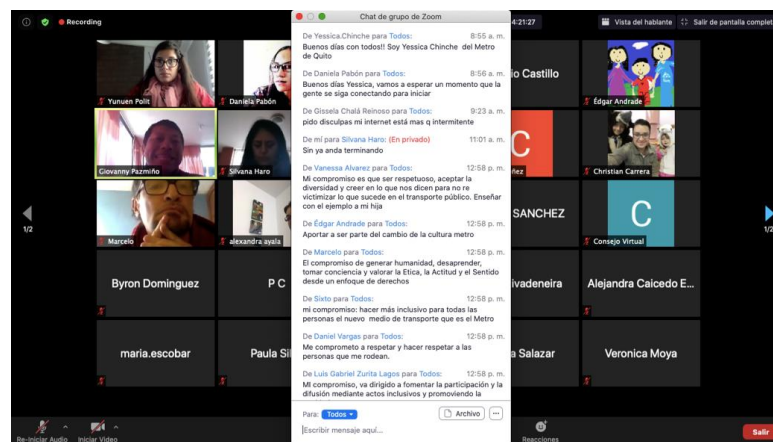 Recording
Chat de grupo de Zoom
4:21:27
Vista del hablante
Salir de pantalla complet
De Yessica.Chinche para Todos: 8:55 a. m.
Buenos días con todos!! Soy Yessica Chinche del Metro
de Quito
De Daniela Pabón para Todos: 8:56 a. m.
Buenos días Yessica, vamos a esperar un momento que la
gente se siga conectando para iniciar
De Gissela Chalá Reinoso para Todos: 9:23 a. m.
pido disculpas mi internet está mas q intermitente
De mí para Silvana Haro: (En privado) 11:01 a. m.
Sin ya anda terminando
De Vanessa Alvarez para Todos: 12:58 p. m.
Mi compromiso es que ser respetuoso, aceptar la
diversidad y creer en lo que nos dicen para no re
victimizar lo que sucede en el transporte público. Enseñar
con el ejemplo a mi hija
De Édgar Andrade para Todos: 12:58 p. m.
Aportar a ser parte del cambio de la cultura metro
De Marcelo para Todos: 12:58 p. m.
El compromiso de generar humanidad, desaprender,
tomar conciencia y valorar la Etica, la Actitud y el Sentido
desde un enfoque de derechos
De Sixto para Todos: 12:58 p. m.
mi compromiso: hacer más inclusivo para todas las
personas el nuevo medio de transporte que es el Metro
De Daniel Vargas para Todos: 12:58 p. m.
Me comprometo a respetar y hacer respetar a las
personas que me rodean.
De Luis Gabriel Zurita Lagos para Todos: 12:58 p. m.
MI compromiso, va dirigido a fomentar la participación y la
difusión mediante actos inclusivos y promoviendo la
Para: Todos
Archivo
Escribir mensaje aquí...
Yunuen Polit
Daniela Pabón
io Castillo
Édgar Andrade
Giovanny Pazmiño
Silvana Haro
C
ñez
Christian Carrera
1/2
Marcelo
alexandra ayala
SANCHEZ
C
Consejo Virtual
1/2
Byron Dominguez
P C
ivadeneira
Alejandra Caicedo E...
maria.escobar
Paula Sil
a Salazar
Veronica Moya
Re-iniciar Audio
Iniciar Video
Reacciones
Salir